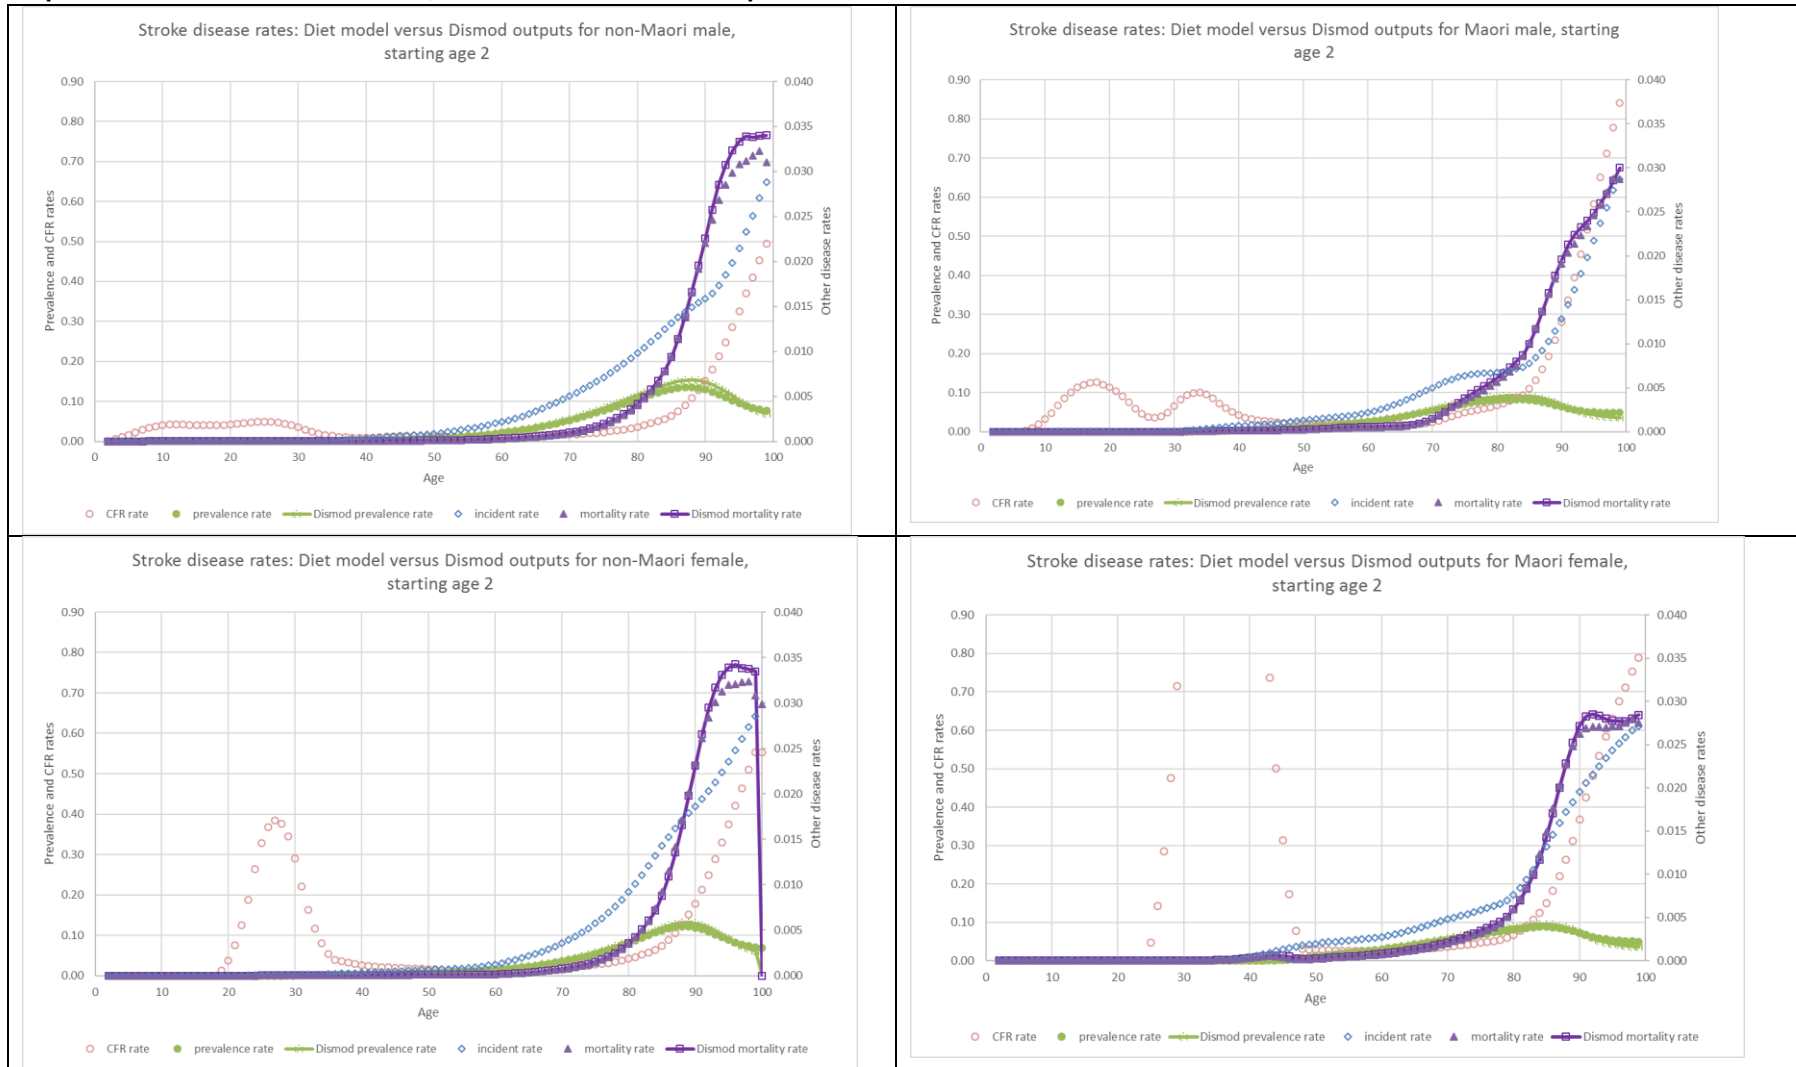 Stroke disease rates: Diet model versus Dismod outputs for non-Maori male,
starting age 2
0.90
0.80
0.70
0.60
0.50
0.40
0.30
0.20
0.10
0.00
Prevalence and CFR rates
0.040
0.035
0.030
0.025
0.020
0.015
0.010
0.005
0.000
Other disease rates
0 10 20 30 40 50 60 70 80 90 100
Age
CFR rate prevalence rate Dismod prevalence rate incident rate mortality rate Dismod mortality rate
Stroke disease rates: Diet model versus Dismod outputs for Maori male, starting
age 2
0.90
0.80
0.70
0.60
0.50
0.40
0.30
0.20
0.10
0.00
Prevalence and CFR rates
0.040
0.035
0.030
0.025
0.020
0.015
0.010
0.005
0.000
Other disease rates
0 10 20 30 40 50 60 70 80 90 100
Age
CFR rate prevalence rate Dismod prevalence rate incident rate mortality rate Dismod mortality rate
Stroke disease rates: Diet model versus Dismod outputs for non-Maori female,
starting age 2
0.90
0.80
0.70
0.60
0.50
0.40
0.30
0.20
0.10
0.00
Prevalence and CFR rates
0.040
0.035
0.030
0.025
0.020
0.015
0.010
0.005
0.000
Other disease rates
0 10 20 30 40 50 60 70 80 90 100
Age
CFR rate prevalence rate Dismod prevalence rate incident rate mortality rate Dismod mortality rate
Stroke disease rates: Diet model versus Dismod outputs for Maori female,
starting age 2
0.90
0.80
0.70
0.60
0.50
0.40
0.30
0.20
0.10
0.00
Prevalence and CFR rates
0.040
0.035
0.030
0.025
0.020
0.015
0.010
0.005
0.000
Other disease rates
0 10 20 30 40 50 60 70 80 90 100
Age
CFR rate prevalence rate Dismod prevalence rate incident rate mortality rate Dismod mortality rate